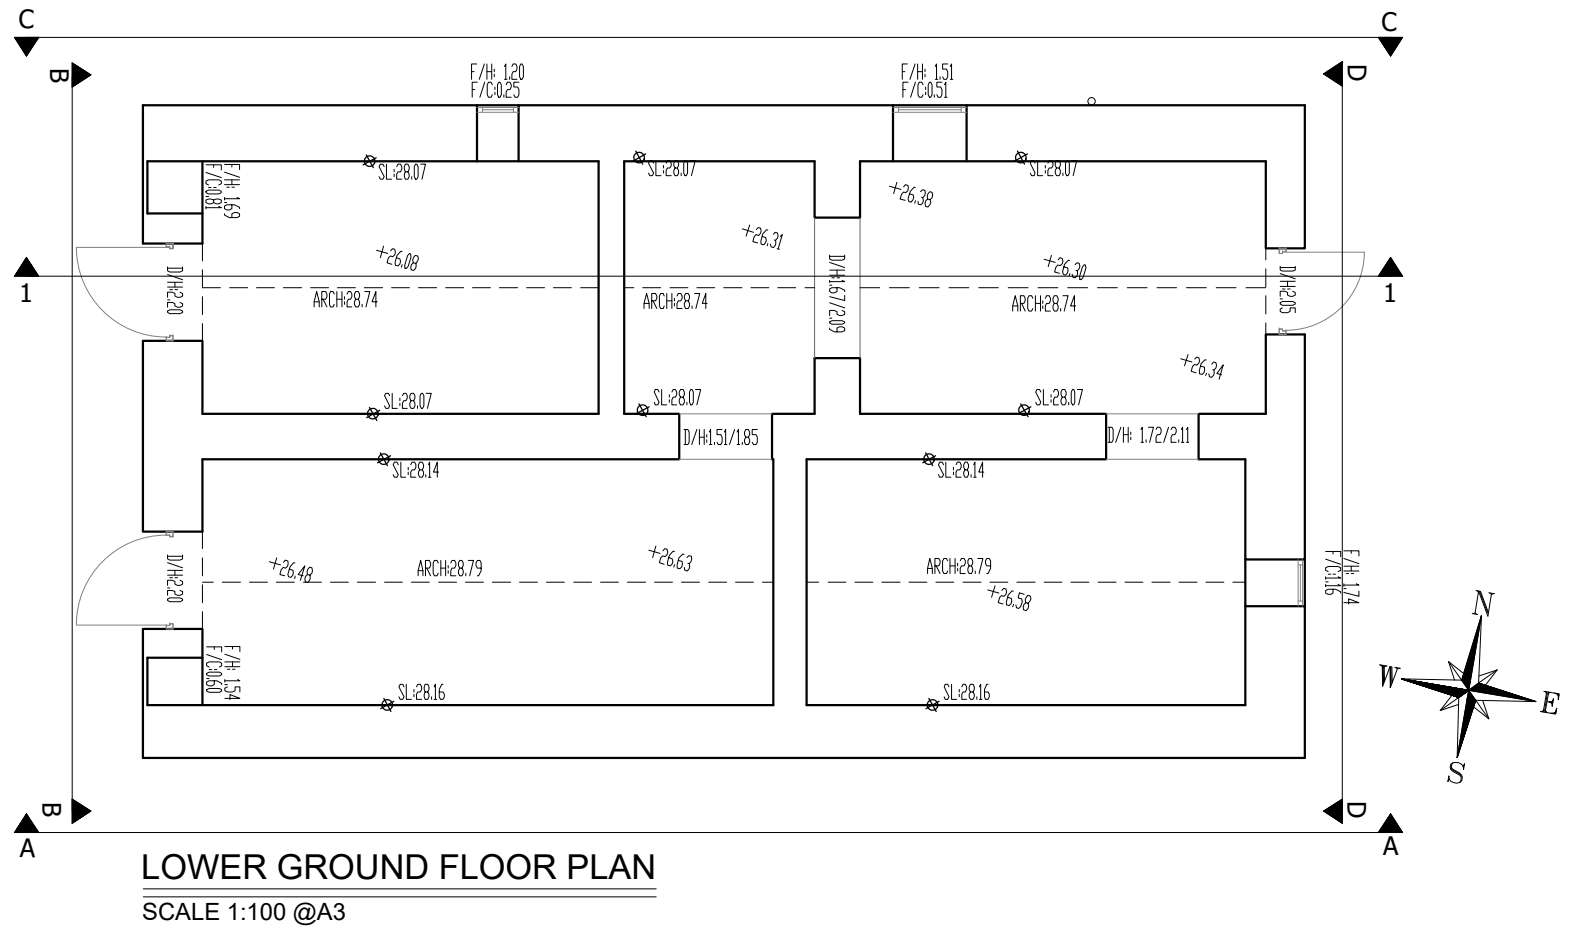 C
C
B
D
F/H: 1.20
F/C:0.25
F/H: 1.51
F/C:0.51
SL:28.07
SL:28.07
SL:28.07
F/H: 1.69
F/C:0.81
+26.38
+26.31
+26.08
+26.30
D/H:2.20
ARCH:28.74
ARCH:28.74
D/H:1.67/2.09
ARCH:28.74
D/H:2.05
1
1
+26.34
SL:28.07
SL:28.07
SL:28.07
D/H:1.51/1.85
D/H: 1.72/2.11
SL:28.14
SL:28.14
D/H:2.20
+26.48
ARCH:28.79
+26.63
ARCH:28.79
+26.58
F/H: 1.74
F/C:1.16
F/H: 1.54
F/C:0.60
SL:28.16
SL:28.16
N
W
E
S
B
D
A
A
LOWER GROUND FLOOR PLAN
SCALE 1:100 @A3